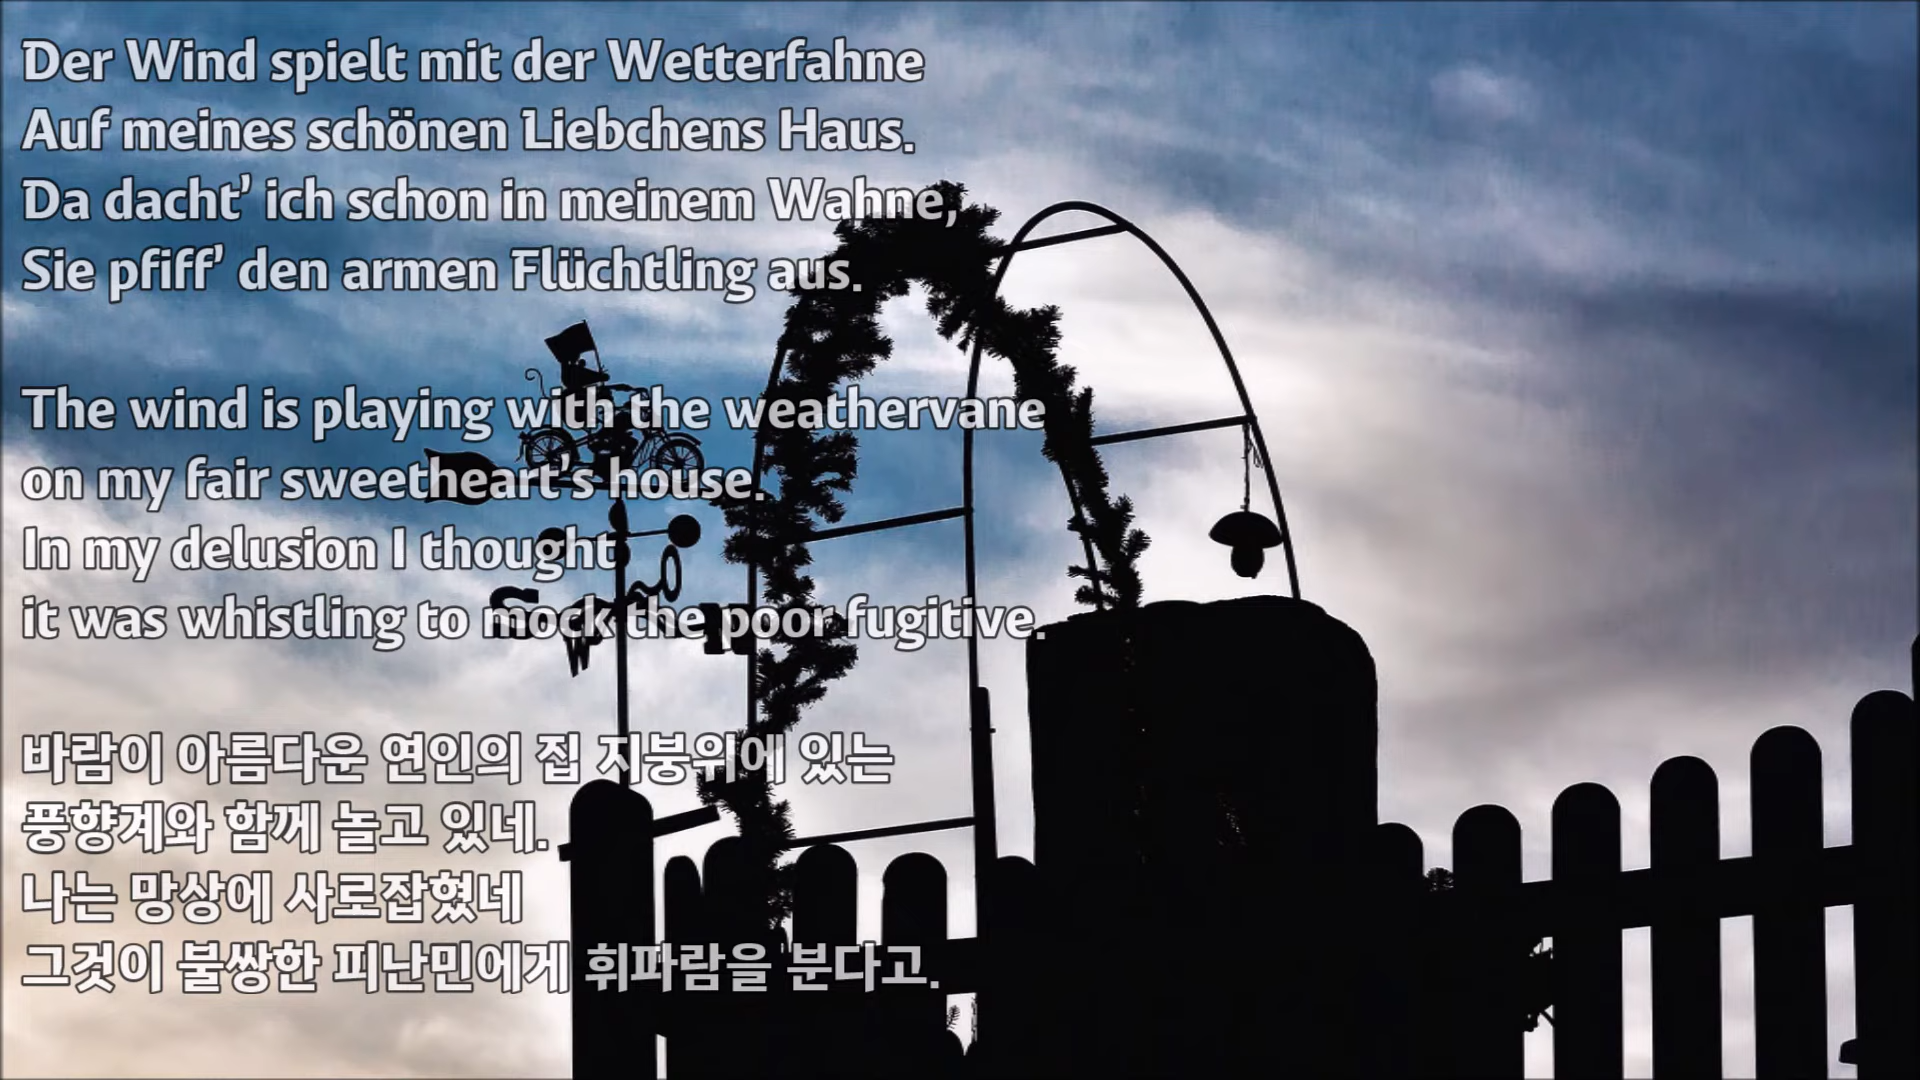 Der Wind spielt mit der Wetterfahne
Auf meines schönen Liebchens Haus.
Da dacht’ ich schon in meinem Wahne,
Sie pfiff’ den armen Flüchtling aus.
The wind is playing with the weathervane
on my fair sweetheart’s house.
In my delusion I thought
it was whistling to mock the poor fugitive.
S W N
바람이 아름다운 연인의 집 지붕위에 있는
풍향계와 함께 놀고 있네.
나는 망상에 사로잡혔네
그것이 불쌍한 피난민에게 휘파람을 분다고.